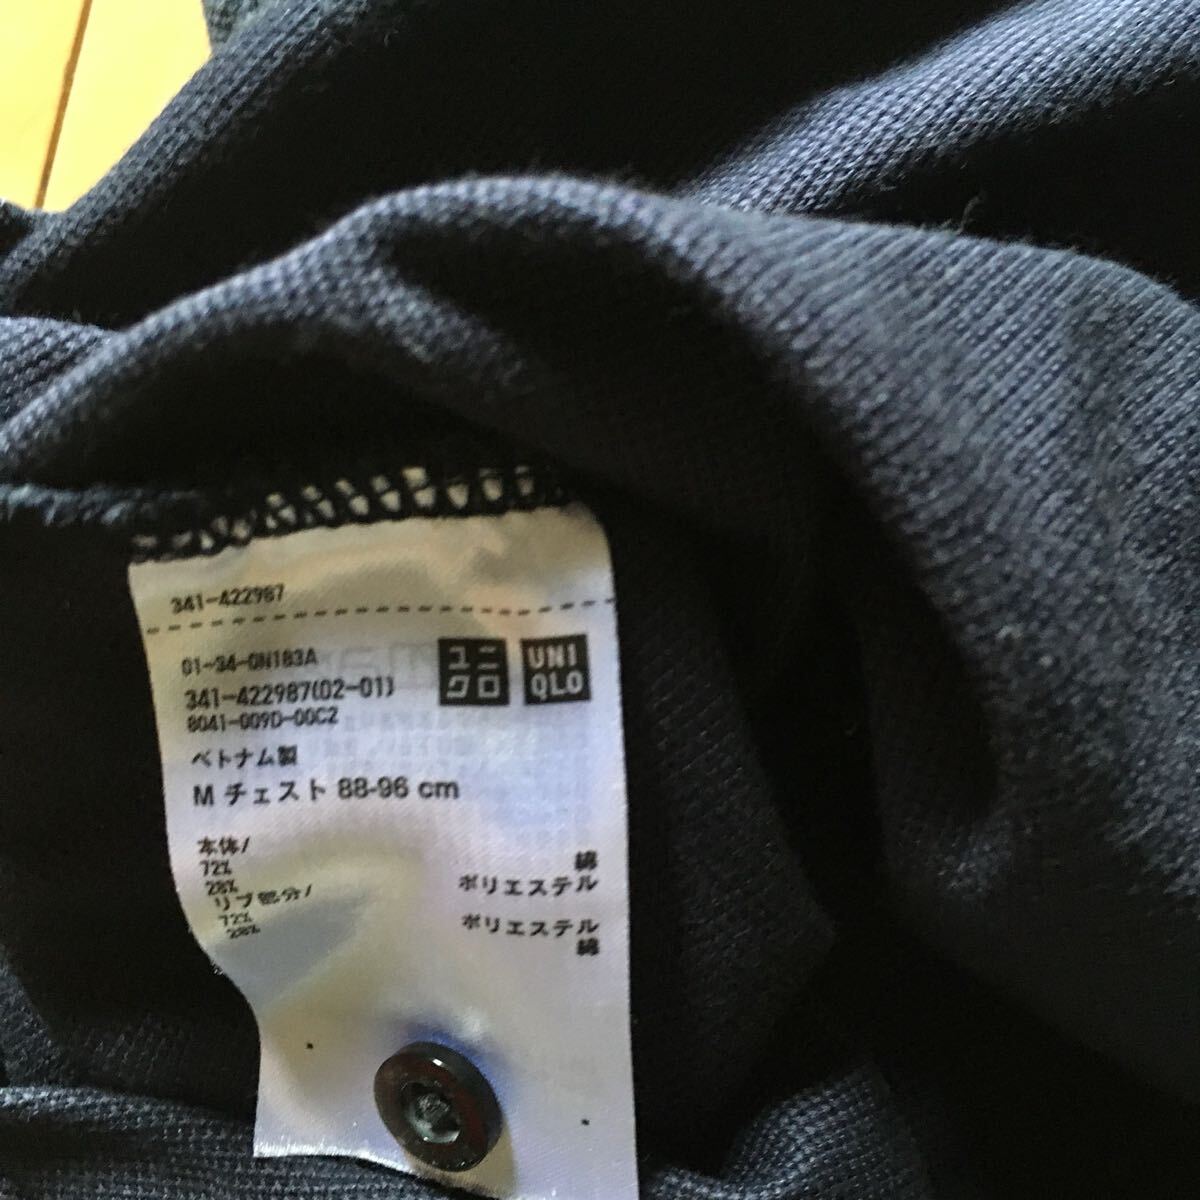 341-422987
01-34-0N183A
341-422987(02-01)
8041-009D-00C2
ユニ
クロ
UNI
QLO
ベトナム製
M チェスト 88-96 cm
本体/
72% 綿
28% ポリエステル
リブ部分/
72% ポリエステル
28% 綿